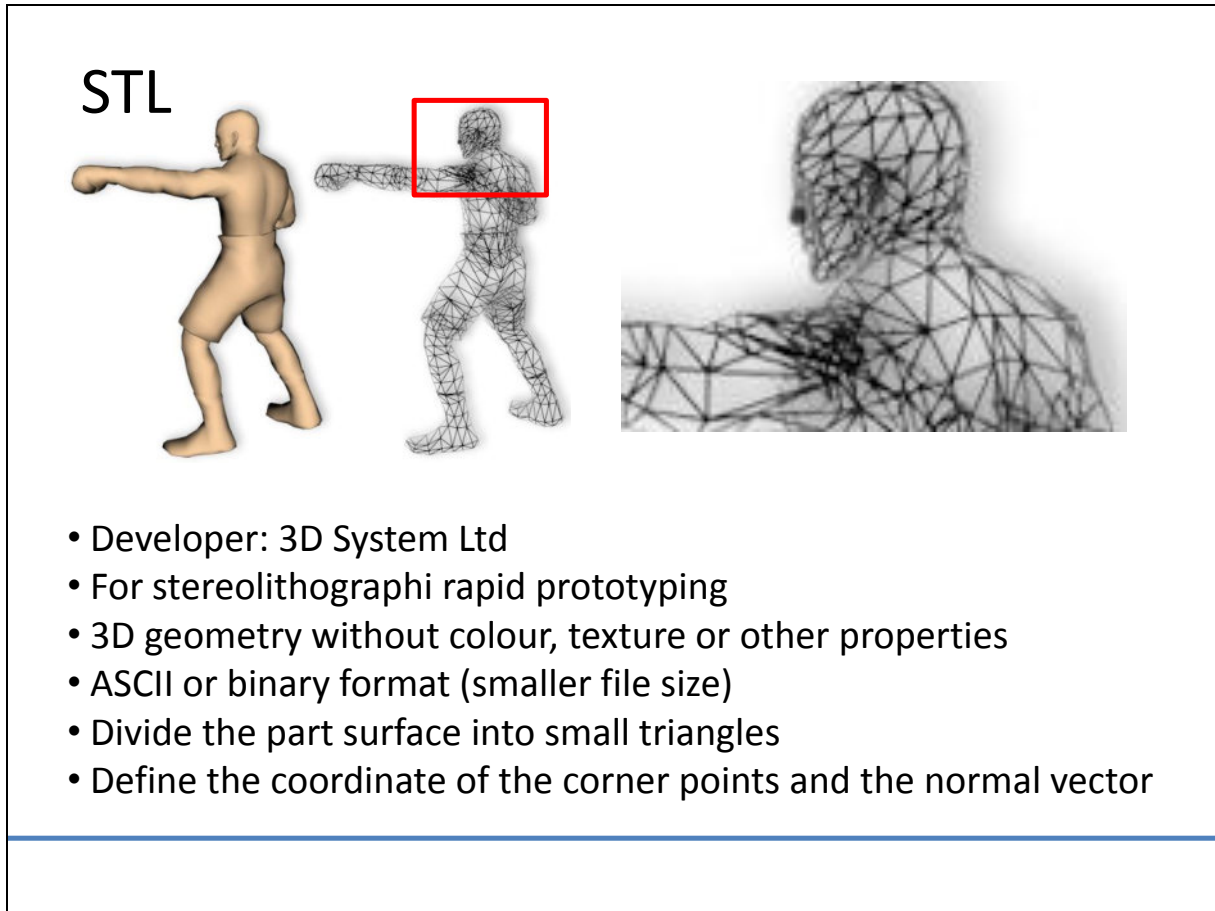 STL
• Developer: 3D System Ltd
• For stereolithographi rapid prototyping
• 3D geometry without colour, texture or other properties
• ASCII or binary format (smaller file size)
• Divide the part surface into small triangles
• Define the coordinate of the corner points and the normal vector